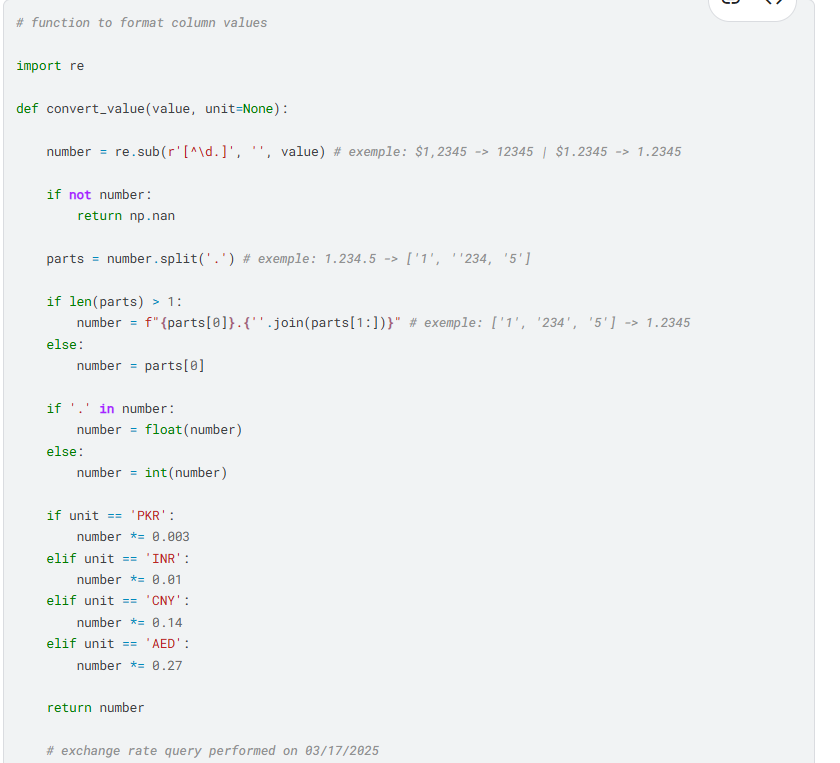 # function to format column values
import re
def convert_value(value, unit=None):
number = re.sub(r'[^\d.]', '', value) # exemple: $1,2345 -> 12345 | $1.2345 -> 1.2345
if not number:
return np.nan
parts = number.split('.') # exemple: 1.234.5 -> ['1', ''234, '5']
if len(parts) > 1:
number = f"{parts[0]}.{''.join(parts[1:])}" # exemple: ['1', '234', '5'] -> 1.2345
else:
number = parts[0]
if '.' in number:
number = float(number)
else:
number = int(number)
if unit == 'PKR':
number *= 0.003
elif unit == 'INR':
number *= 0.01
elif unit == 'CNY':
number *= 0.14
elif unit == 'AED':
number *= 0.27
return number
# exchange rate query performed on 03/17/2025